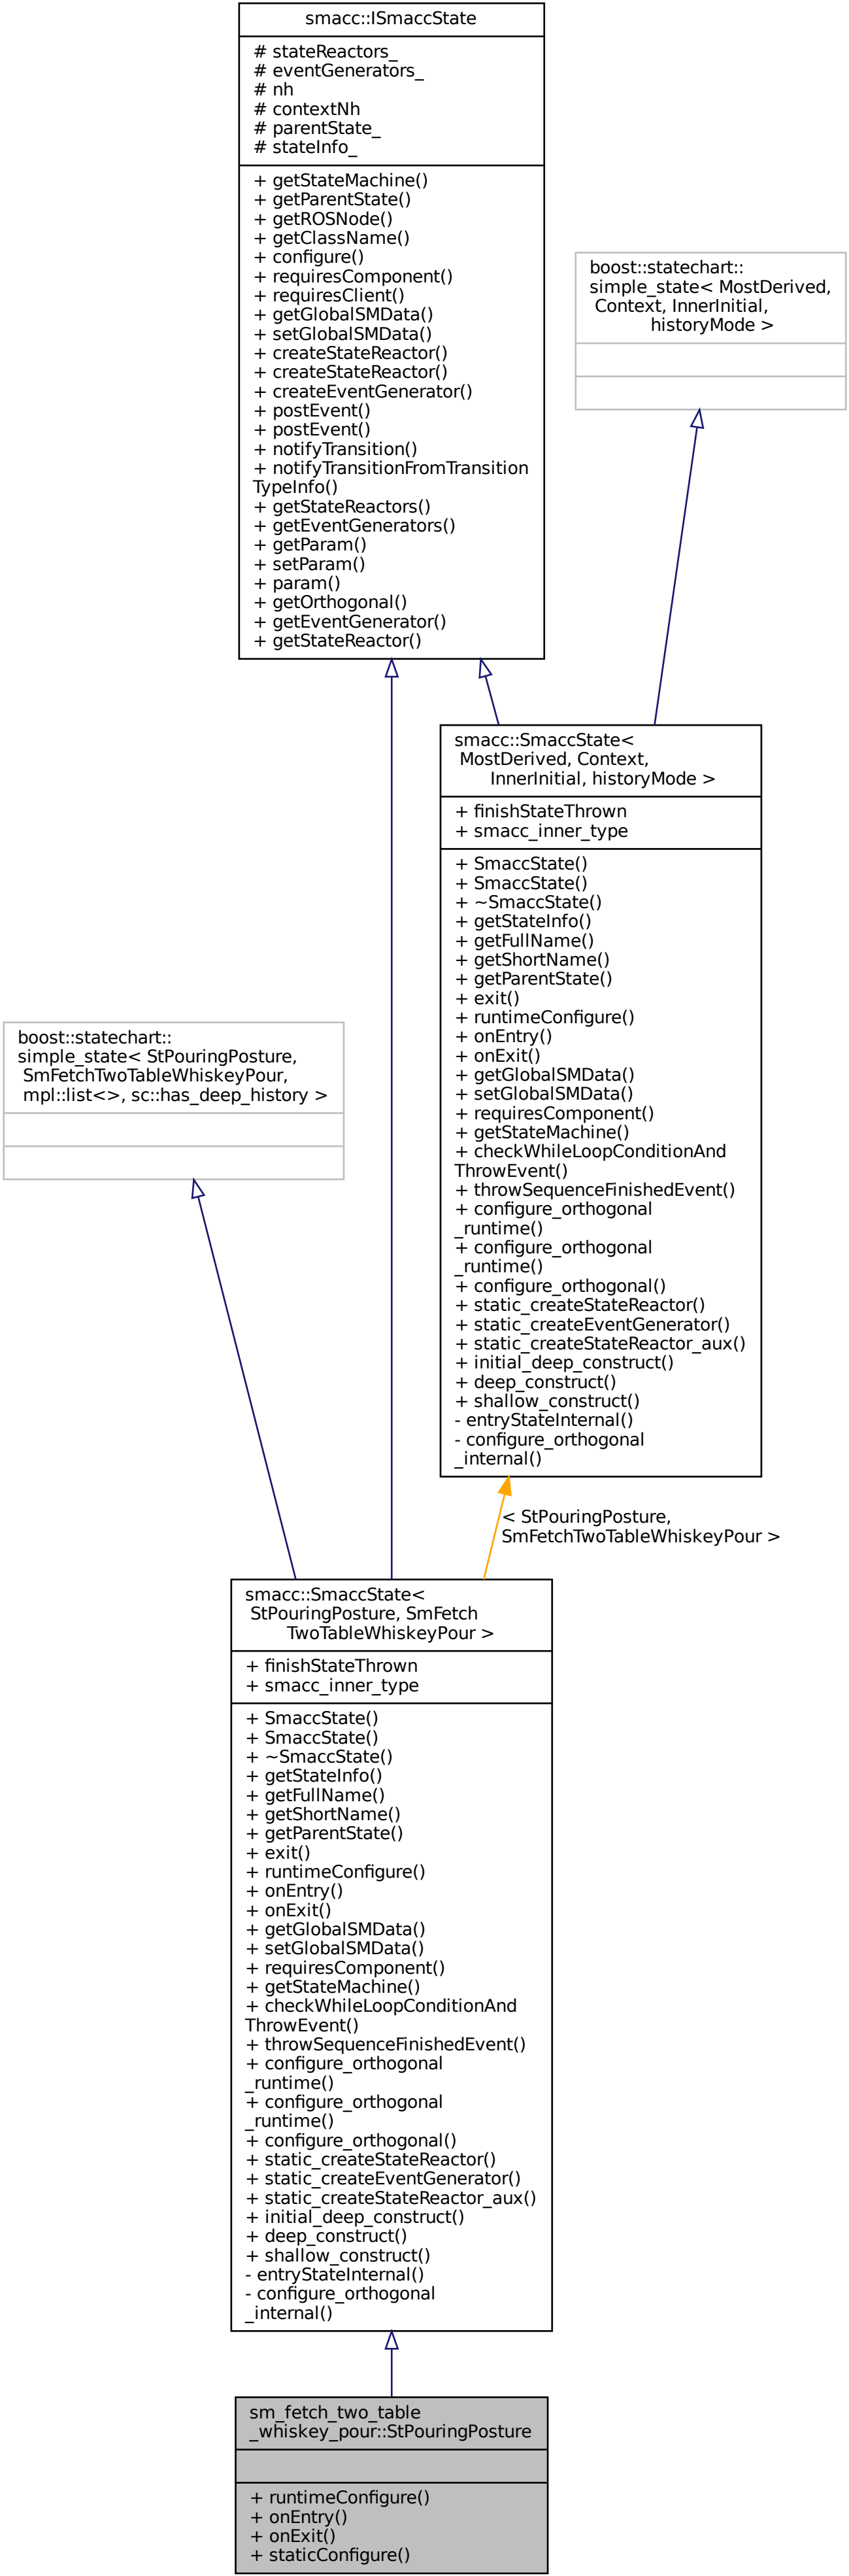 smacc::ISmaccState
# stateReactors_
# eventGenerators_
# nh
# contextNh
# parentState_
# stateInfo_
+ getStateMachine()
+ getParentState()
+ getROSNode()
+ getClassName()
+ configure()
+ requiresComponent()
+ requiresClient()
+ getGlobalSMData()
+ setGlobalSMData()
+ createStateReactor()
+ createStateReactor()
+ createEventGenerator()
+ postEvent()
+ postEvent()
+ notifyTransition()
+ notifyTransitionFromTransition
TypeInfo()
+ getStateReactors()
+ getEventGenerators()
+ getParam()
+ setParam()
+ param()
+ getOrthogonal()
+ getEventGenerator()
+ getStateReactor()
boost::statechart::
simple_state< MostDerived,
Context, InnerInitial,
historyMode >
smacc::SmaccState<
MostDerived, Context,
InnerInitial, historyMode >
+ finishStateThrown
+ smacc_inner_type
+ SmaccState()
+ SmaccState()
+ ~SmaccState()
+ getStateInfo()
+ getFullName()
+ getShortName()
+ getParentState()
+ exit()
+ runtimeConfigure()
+ onEntry()
+ onExit()
+ getGlobalSMData()
+ setGlobalSMData()
+ requiresComponent()
+ getStateMachine()
+ checkWhileLoopConditionAnd
ThrowEvent()
+ throwSequenceFinishedEvent()
+ configure_orthogonal
_runtime()
+ configure_orthogonal
_runtime()
+ configure_orthogonal()
+ static_createStateReactor()
+ static_createEventGenerator()
+ static_createStateReactor_aux()
+ initial_deep_construct()
+ deep_construct()
+ shallow_construct()
- entryStateInternal()
- configure_orthogonal
_internal()
boost::statechart::
simple_state< StPouringPosture,
SmFetchTwoTableWhiskeyPour,
mpl::list<>, sc::has_deep_history >
< StPouringPosture,
SmFetchTwoTableWhiskeyPour >
smacc::SmaccState<
StPouringPosture, SmFetch
TwoTableWhiskeyPour >
+ finishStateThrown
+ smacc_inner_type
+ SmaccState()
+ SmaccState()
+ ~SmaccState()
+ getStateInfo()
+ getFullName()
+ getShortName()
+ getParentState()
+ exit()
+ runtimeConfigure()
+ onEntry()
+ onExit()
+ getGlobalSMData()
+ setGlobalSMData()
+ requiresComponent()
+ getStateMachine()
+ checkWhileLoopConditionAnd
ThrowEvent()
+ throwSequenceFinishedEvent()
+ configure_orthogonal
_runtime()
+ configure_orthogonal
_runtime()
+ configure_orthogonal()
+ static_createStateReactor()
+ static_createEventGenerator()
+ static_createStateReactor_aux()
+ initial_deep_construct()
+ deep_construct()
+ shallow_construct()
- entryStateInternal()
- configure_orthogonal
_internal()
sm_fetch_two_table
_whiskey_pour::StPouringPosture
+ runtimeConfigure()
+ onEntry()
+ onExit()
+ staticConfigure()